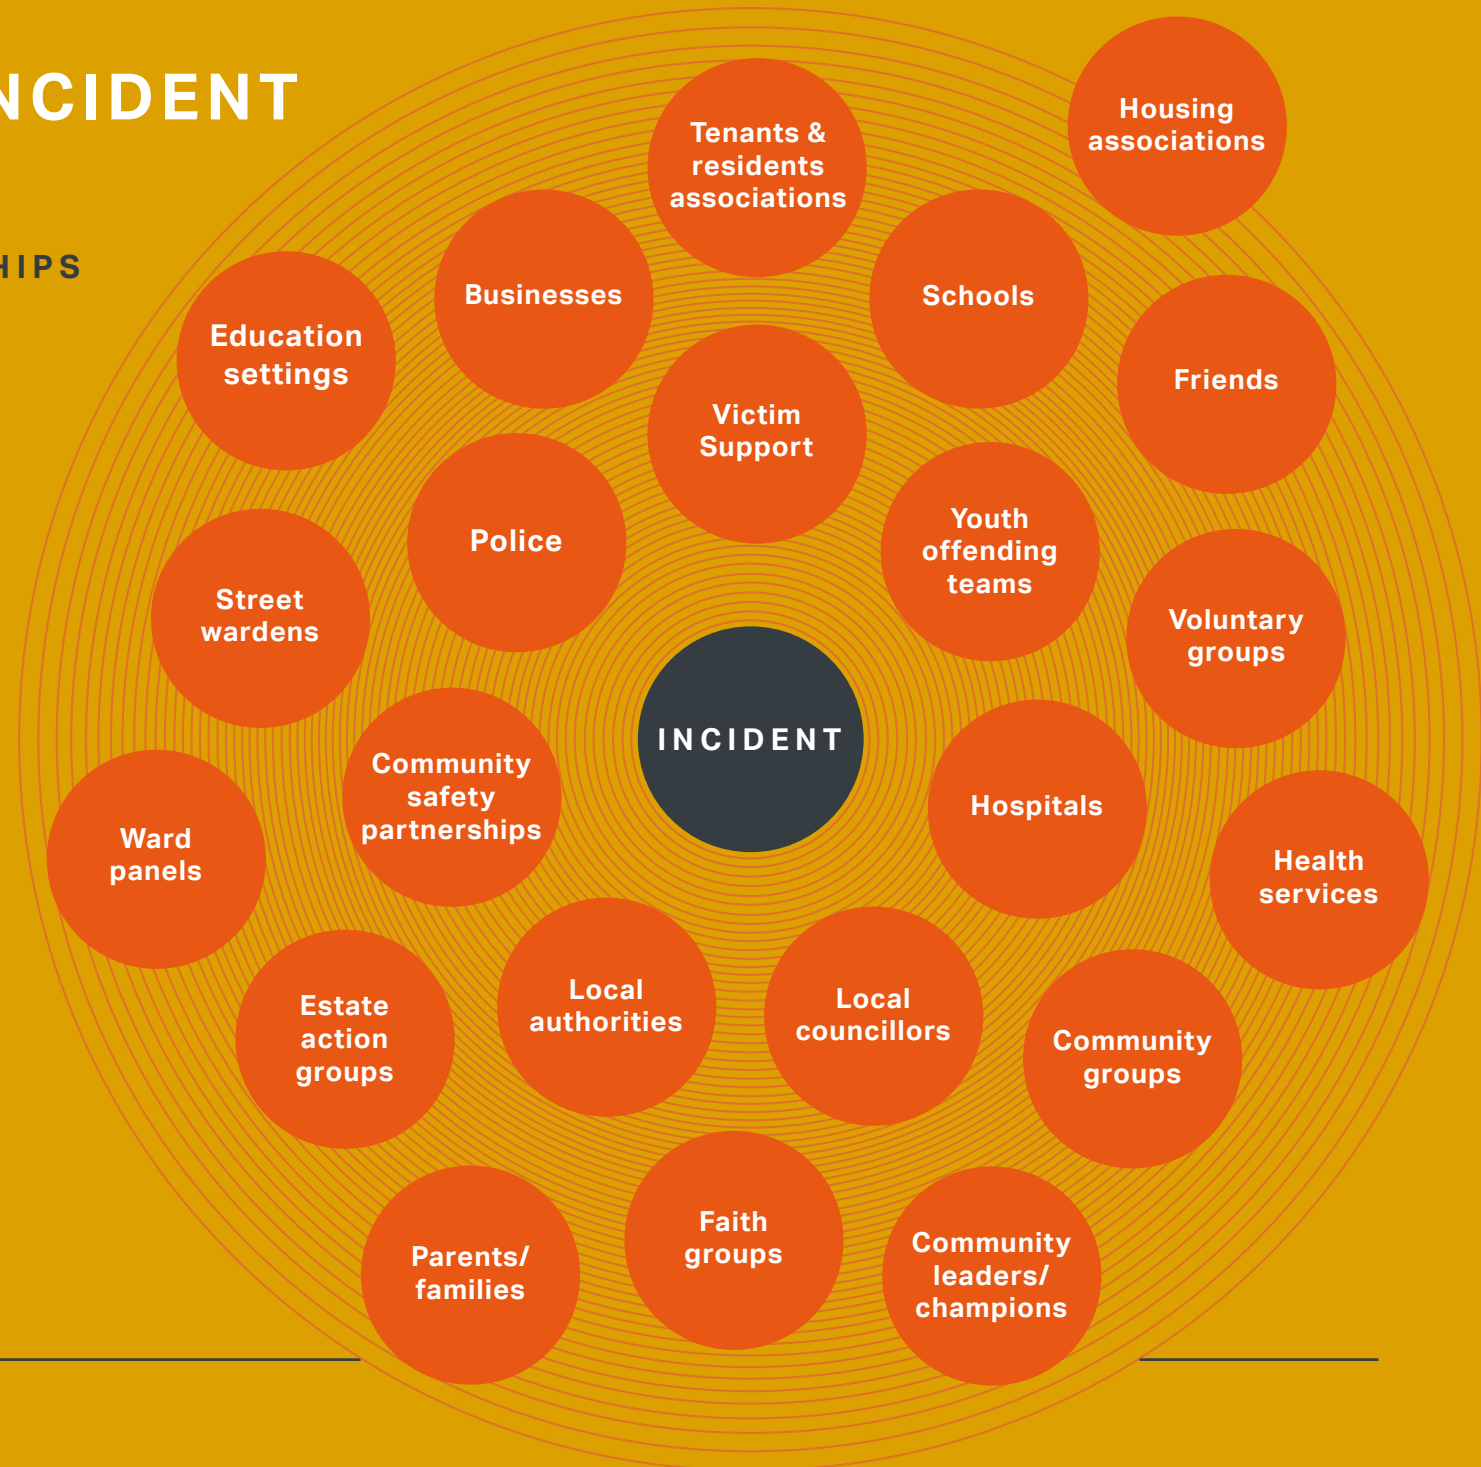 NCIDENT
HIPS
Housing
associations
Tenants &
residents
associations
Businesses
Schools
Education
settings
Friends
Victim
Support
Police
Youth
offending
teams
Street
wardens
Voluntary
groups
INCIDENT
Community
safety
partnerships
Hospitals
Ward
panels
Health
services
Estate
action
groups
Local
authorities
Local
councillors
Community
groups
Parents/
families
Faith
groups
Community
leaders/
champions